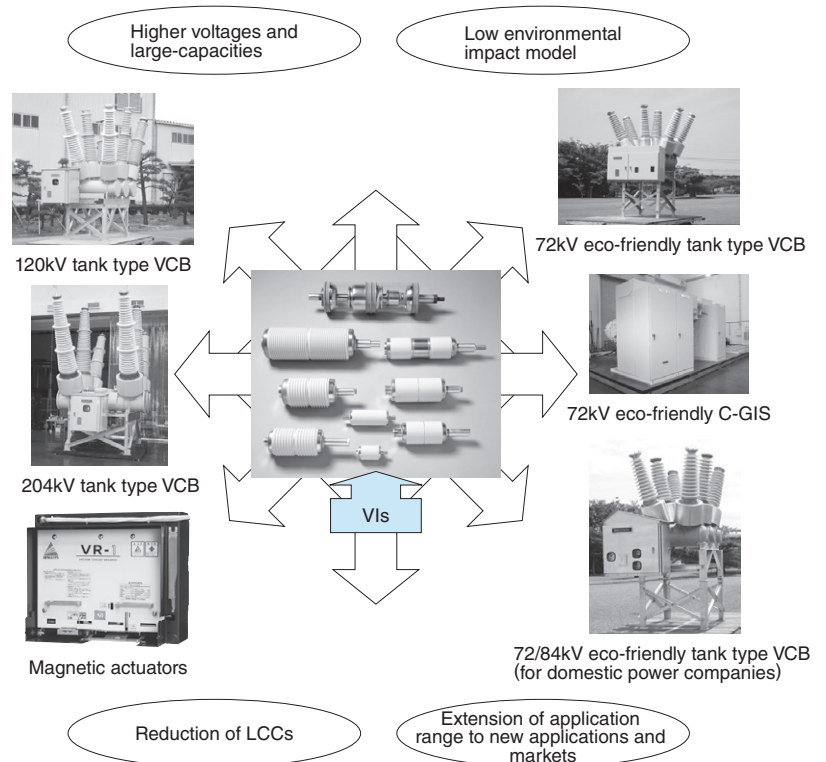 Higher voltages and
large-capacities
Low environmental
impact model
120kV tank type VCB
72kV eco-friendly tank type VCB
204kV tank type VCB
72kV eco-friendly C-GIS
VIs
VR-1
Magnetic actuators
72/84kV eco-friendly tank type VCB
(for domestic power companies)
Reduction of LCCs
Extension of application
range to new applications and
markets